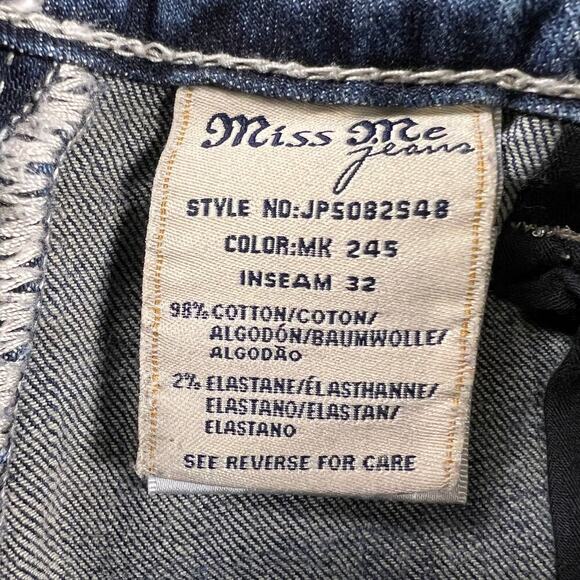 Miss Me
jeans
STYLE NO:JP5082S48
COLOR:MK 245
INSEAM 32
98% COTTON/COTON/
ALGODÓN/BAUMWOLLE/
ALGODÃO
2% ELASTANE/ÉLASTHANNE/
ELASTANO/ELASTAN/
ELASTANO
SEE REVERSE FOR CARE